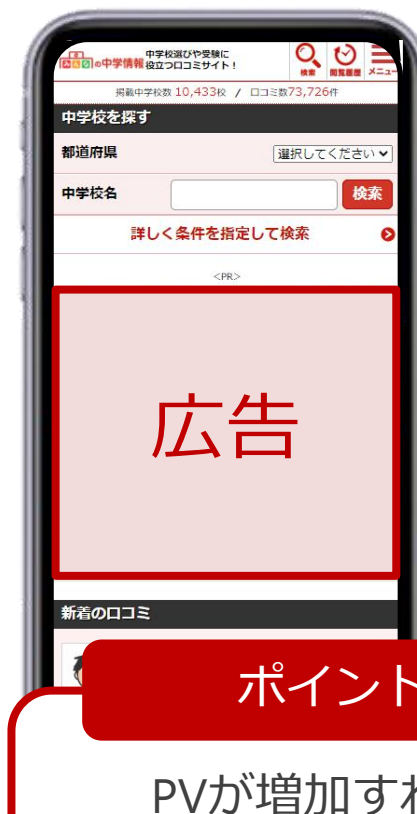 みんなの中学情報
中学校選びや受験に
役立つ口コミサイト!
検索 閲覧履歴 メニュー
掲載中学校数 10,433校 / 口コミ数73,726件
中学校を探す
都道府県 選択してください
中学校名 検索
詳しく条件を指定して検索
<PR>
広告
新着の口コミ
ポイント
PVが増加すれ